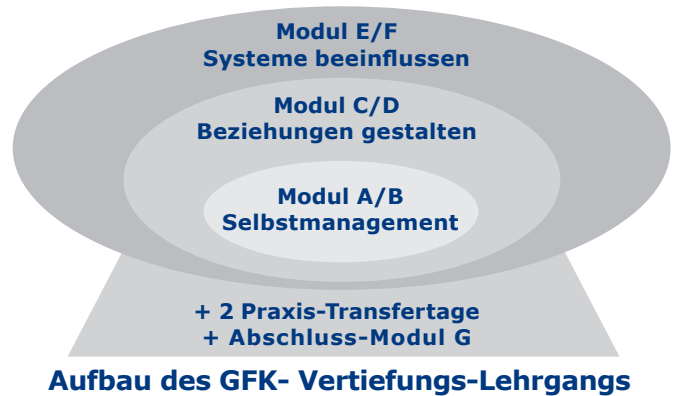 Modul E/F
Systeme beeinflussen
Modul C/D
Beziehungen gestalten
Modul A/B
Selbstmanagement
+ 2 Praxis-Transfertage
+ Abschluss-Modul G
Aufbau des GFK- Vertiefungs-Lehrgangs